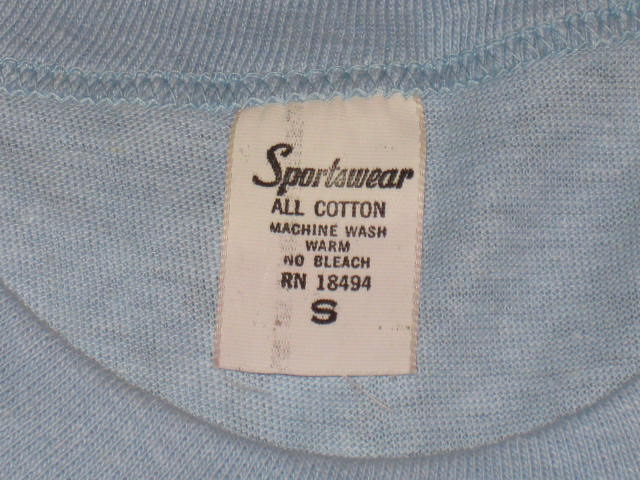 Sportswear
ALL COTTON
MACHINE WASH
WARM
NO BLEACH
RN 18494
S